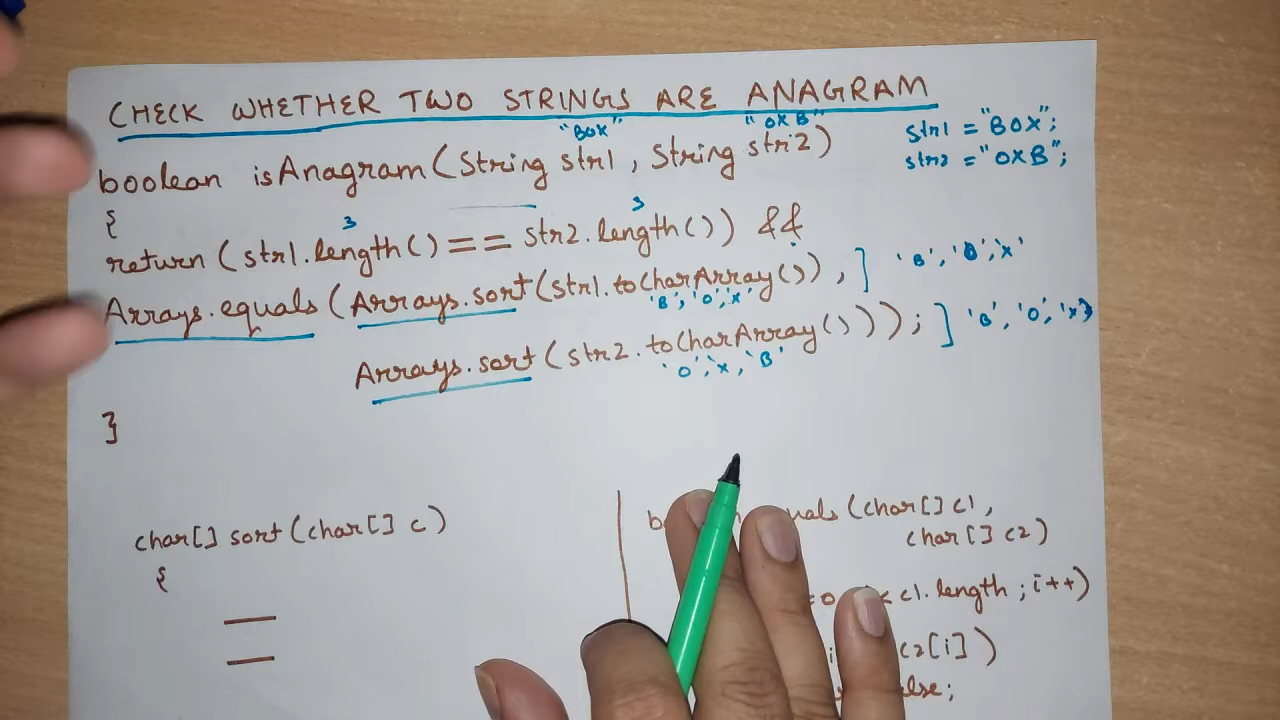 CHECK WHETHER TWO STRINGS ARE ANAGRAM
"BOX" "OXB"
str1 = "BOX";
str2 = "OXB";
boolean isAnagram(String str1, String str2)
{
3 3
return (str1.length() == str2.length()) &&
Arrays.equals (Arrays.sort(str1.toCharArray()), ] 'B','O','X'
'B','O','X'
Arrays.sort (str2.toCharArray())); ] 'B','O','X'
'O','X','B'
}
char[] sort(char[] c)
{
(char[] c1,
char[] c2)
c1.length; i++)
c2[i])